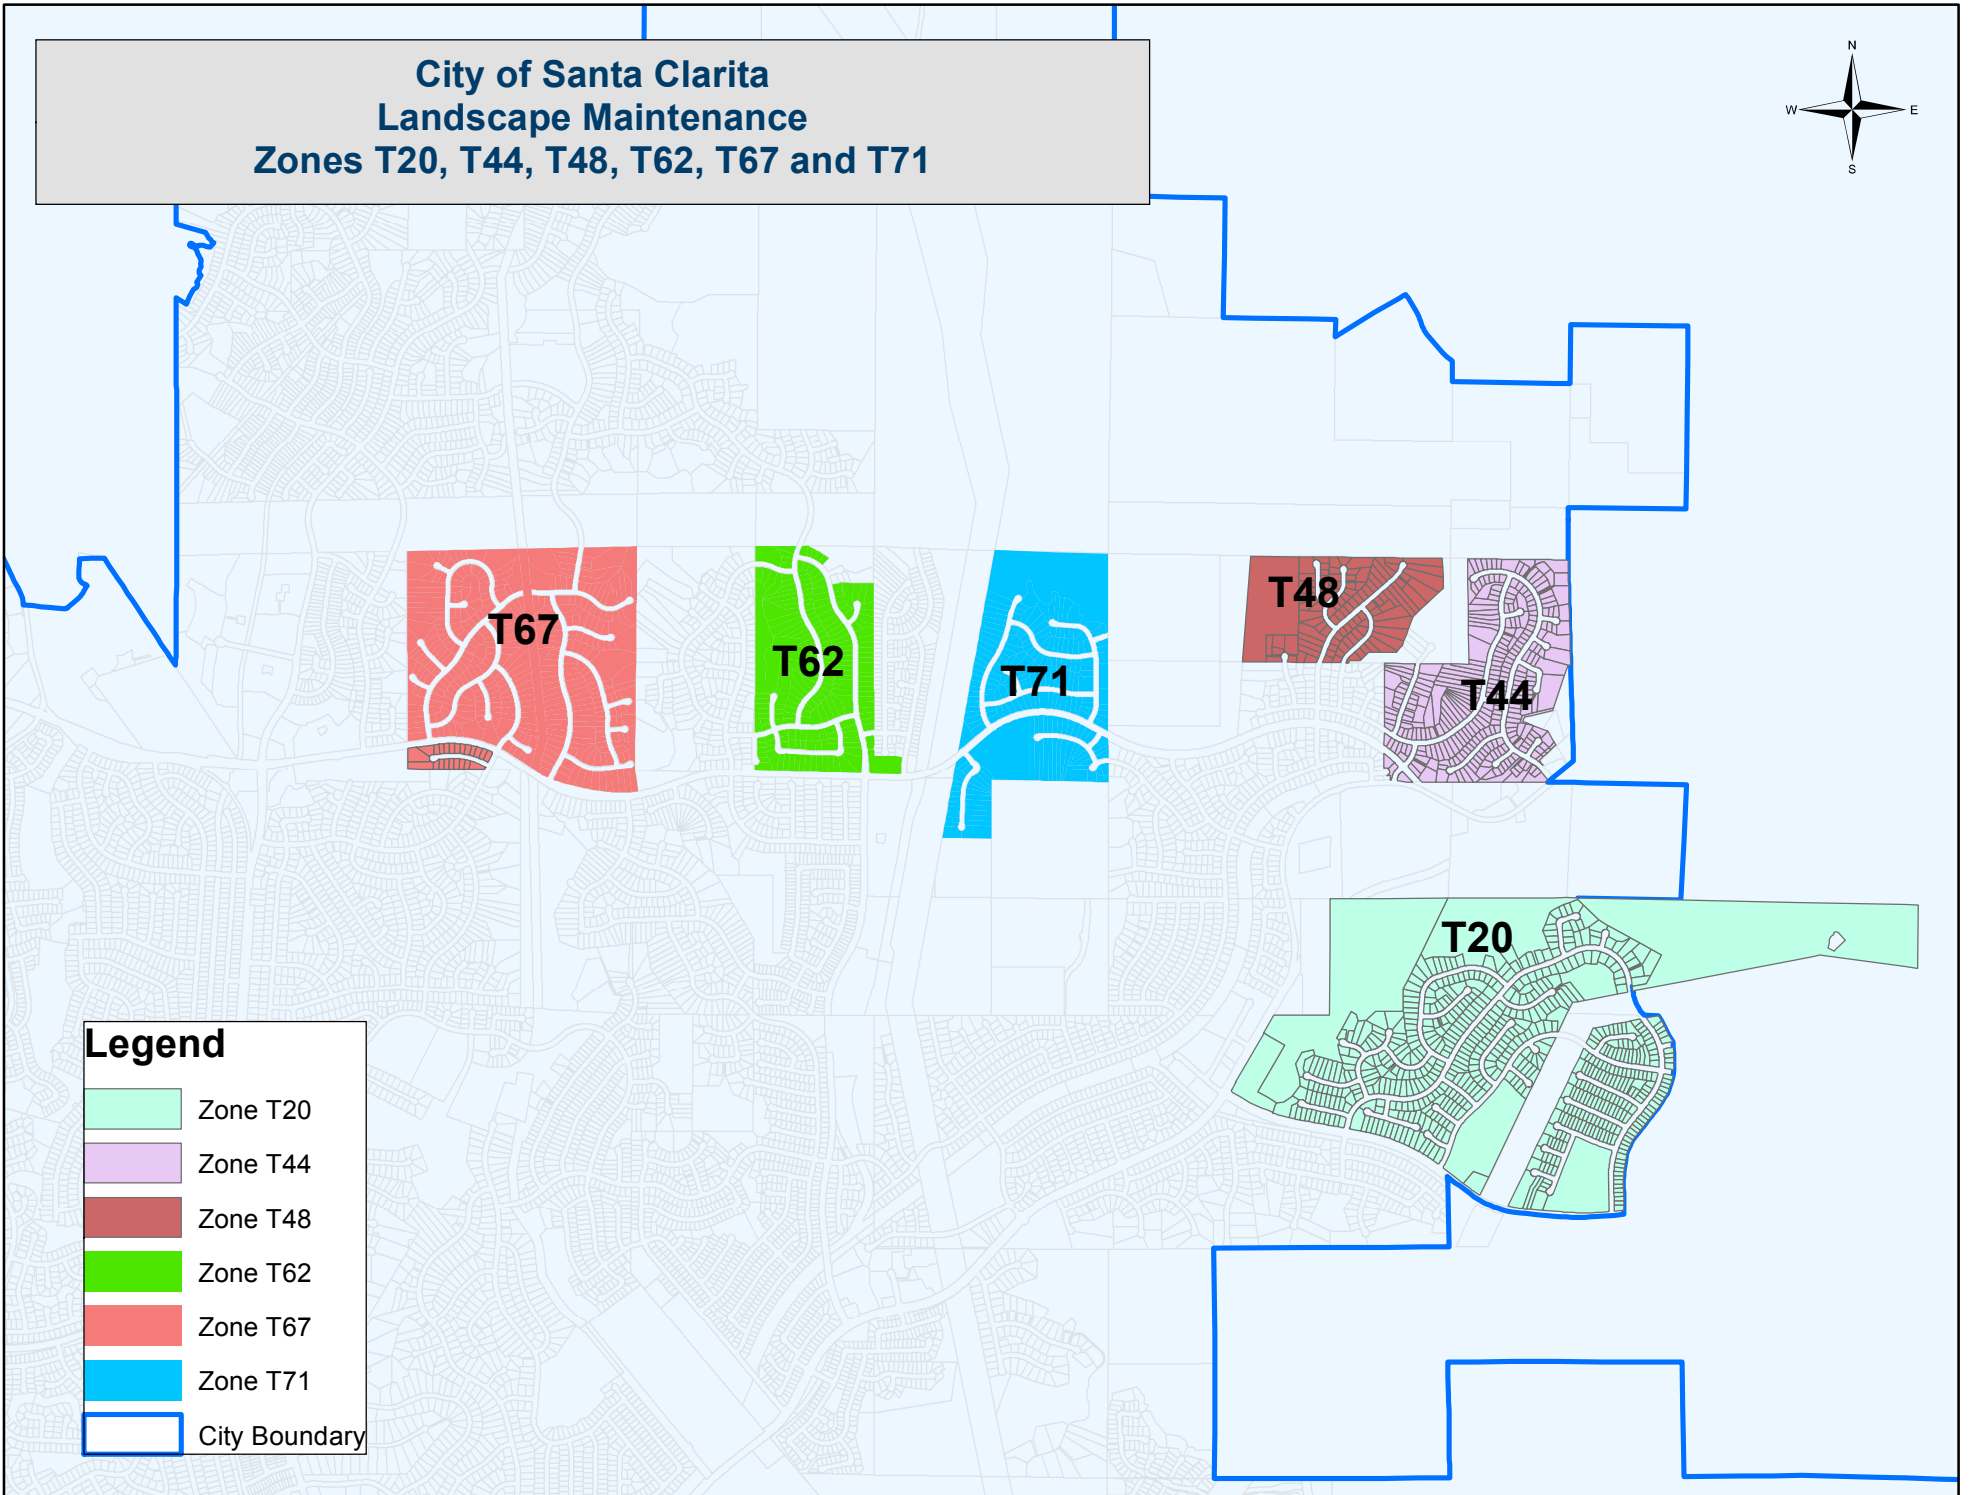 City of Santa Clarita
Landscape Maintenance
Zones T20, T44, T48, T62, T67 and T71
N
W
E
S
T48
T67
T62
T71
T44
T20
Legend
Zone T20
Zone T44
Zone T48
Zone T62
Zone T67
Zone T71
City Boundary